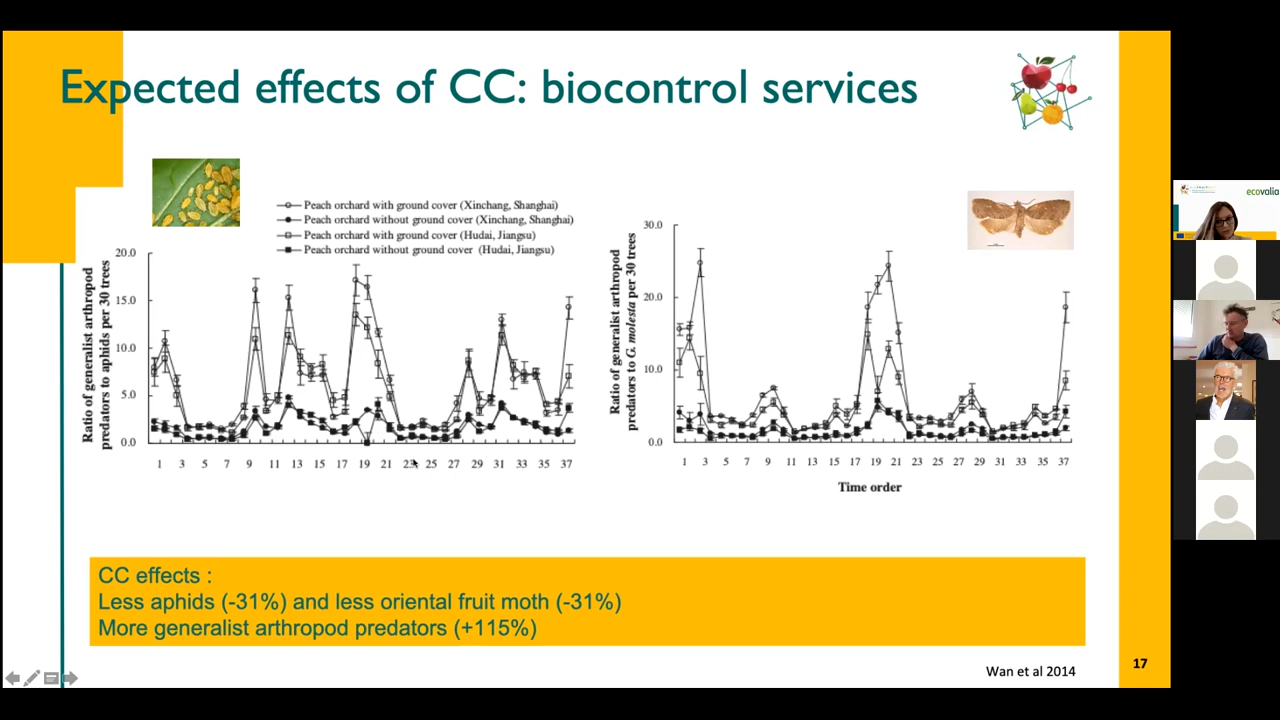 Expected effects of CC: biocontrol services
Peach orchard with ground cover (Xinchang, Shanghai)
Peach orchard without ground cover (Xinchang, Shanghai)
Peach orchard with ground cover (Hudai, Jiangsu)
Peach orchard without ground cover (Hudai, Jiangsu)
Ratio of generalist arthropod
predators to aphids per 30 trees
20.0
15.0
10.0
5.0
0.0
1 3 5 7 9 11 13 15 17 19 21 23 25 27 29 31 33 35 37
Ratio of generalist arthropod
predators to G. molesta per 30 trees
30.0
20.0
10.0
0.0
1 3 5 7 9 11 13 15 17 19 21 23 25 27 29 31 33 35 37
Time order
CC effects :
Less aphids (-31%) and less oriental fruit moth (-31%)
More generalist arthropod predators (+115%)
Wan et al 2014
17
ecovalia